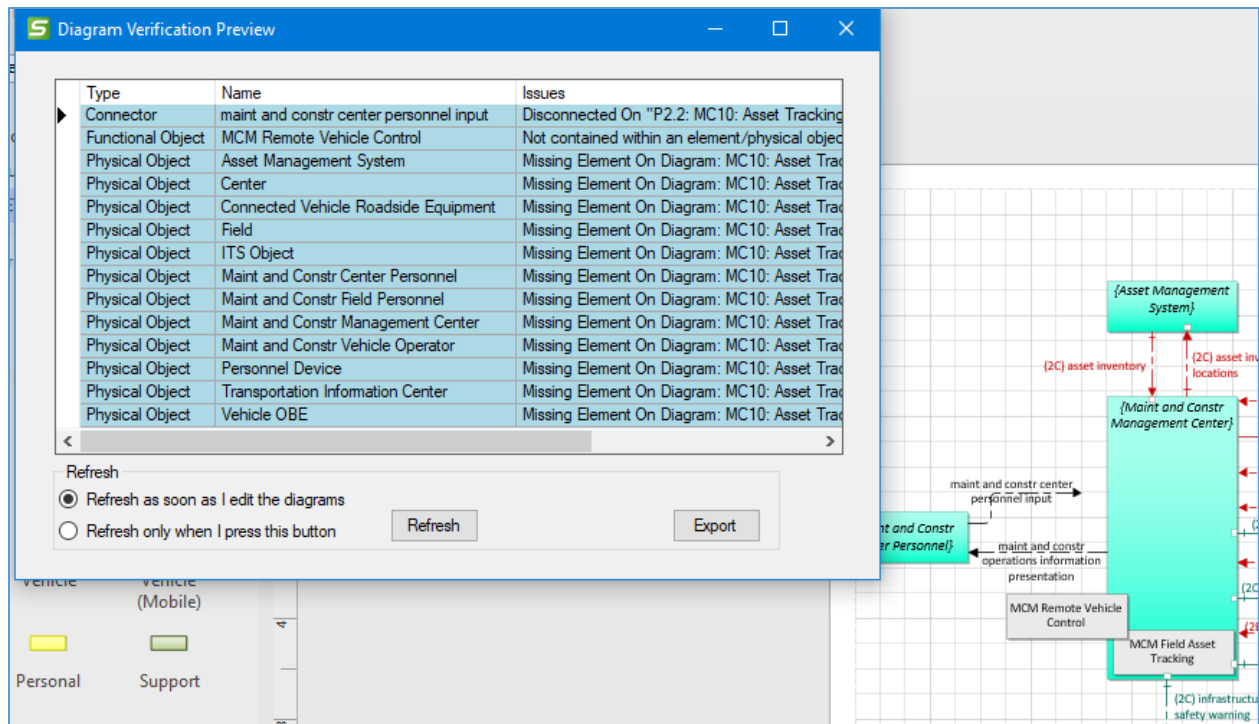 Diagram Verification Preview
Type Name Issues
Connector maint and constr center personnel input Disconnected On "P2.2: MC10: Asset Tracking
Functional Object MCM Remote Vehicle Control Not contained within an element/physical objec
Physical Object Asset Management System Missing Element On Diagram: MC10: Asset Trac
Physical Object Center Missing Element On Diagram: MC10: Asset Trac
Physical Object Connected Vehicle Roadside Equipment Missing Element On Diagram: MC10: Asset Trac
Physical Object Field Missing Element On Diagram: MC10: Asset Trac
Physical Object ITS Object Missing Element On Diagram: MC10: Asset Trac
Physical Object Maint and Constr Center Personnel Missing Element On Diagram: MC10: Asset Trac
Physical Object Maint and Constr Field Personnel Missing Element On Diagram: MC10: Asset Trac
Physical Object Maint and Constr Management Center Missing Element On Diagram: MC10: Asset Trac
Physical Object Maint and Constr Vehicle Operator Missing Element On Diagram: MC10: Asset Trac
Physical Object Personnel Device Missing Element On Diagram: MC10: Asset Trac
Physical Object Transportation Information Center Missing Element On Diagram: MC10: Asset Trac
Physical Object Vehicle OBE Missing Element On Diagram: MC10: Asset Trac
Refresh
Refresh as soon as I edit the diagrams
Refresh only when I press this button
Refresh
Export
Vehicle
Vehicle
(Mobile)
Personal
Support
4
{Asset Management
System}
(2C) asset inventory
(2C) asset inv
locations
{Maint and Constr
Management Center}
maint and constr center
personnel input
nt and Constr
er Personnel}
maint and constr
operations information
presentation
MCM Remote Vehicle
Control
MCM Field Asset
Tracking
(2C) infrastructu
safety warning